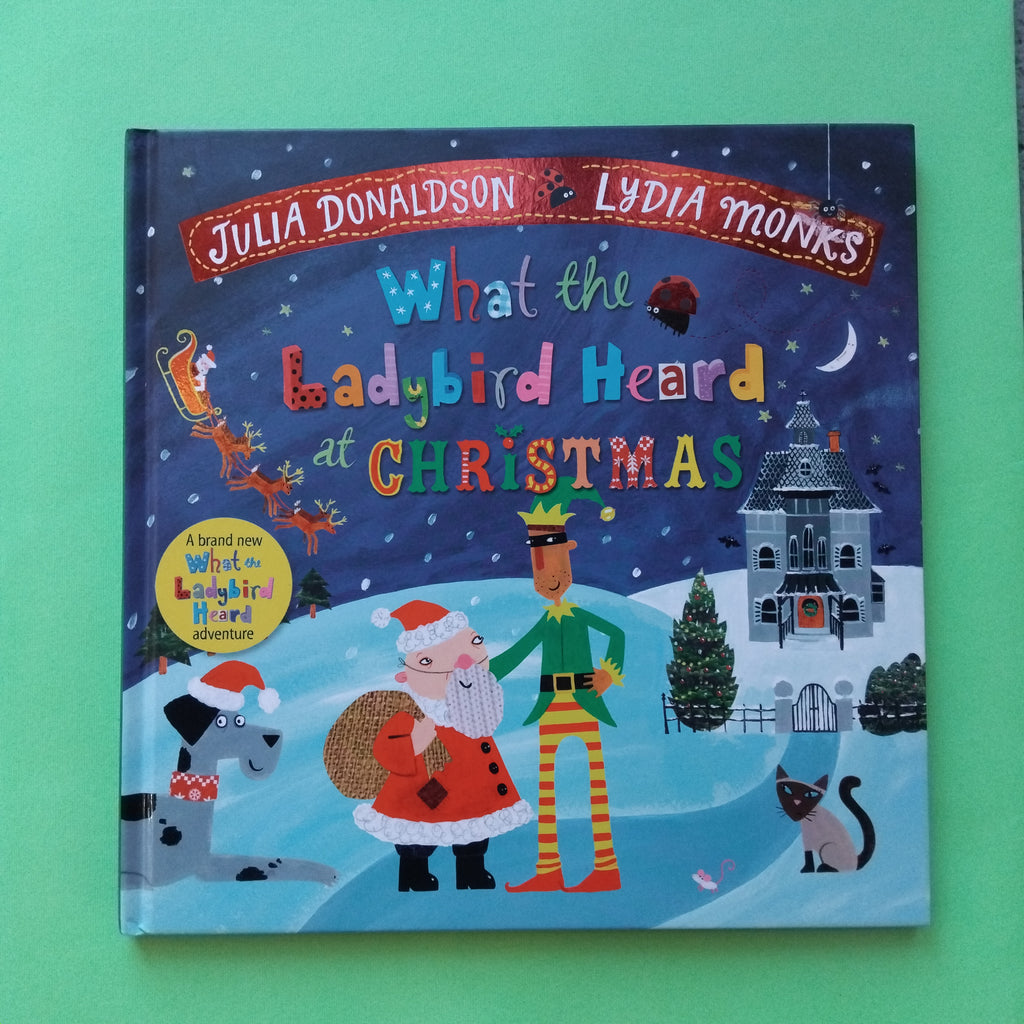 JULIA DONALDSON LYDIA MONKS
What the
Ladybird Heard
at CHRISTMAS
A brand new
What the
Ladybird
Heard
adventure